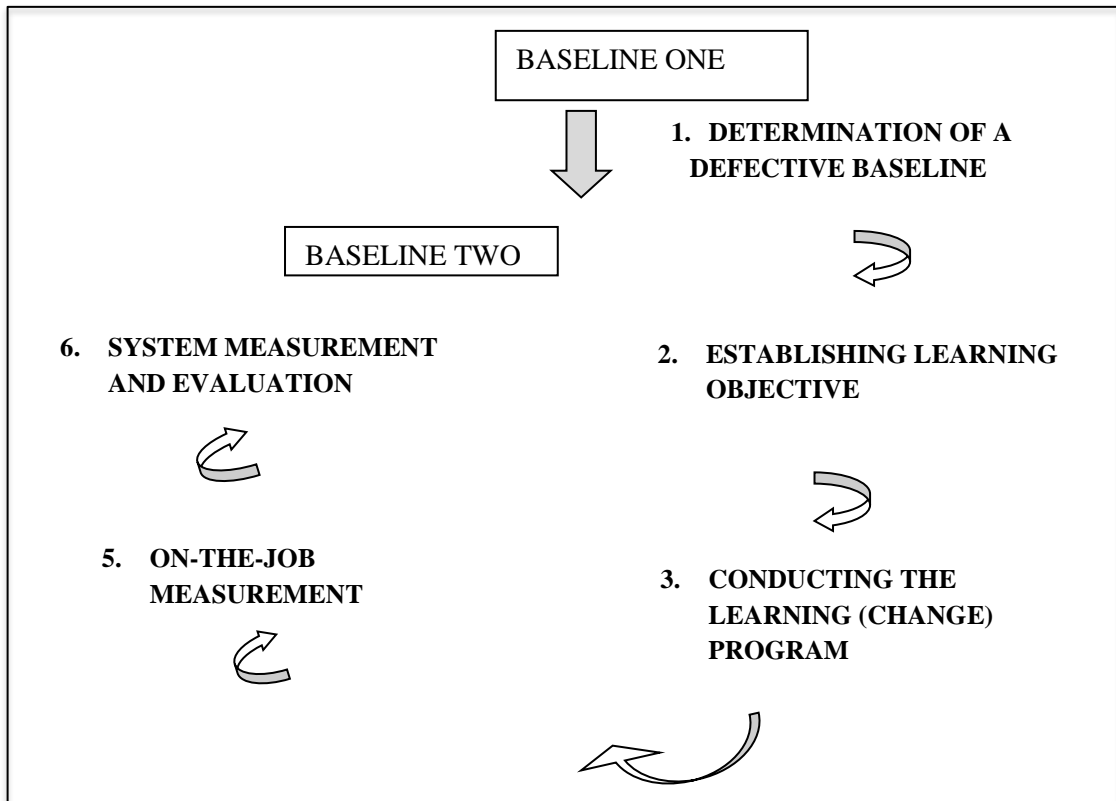 BASELINE ONE
1. DETERMINATION OF A
DEFECTIVE BASELINE
BASELINE TWO
2. ESTABLISHING LEARNING
OBJECTIVE
3. CONDUCTING THE
LEARNING (CHANGE)
PROGRAM
5. ON-THE-JOB
MEASUREMENT
6. SYSTEM MEASUREMENT
AND EVALUATION